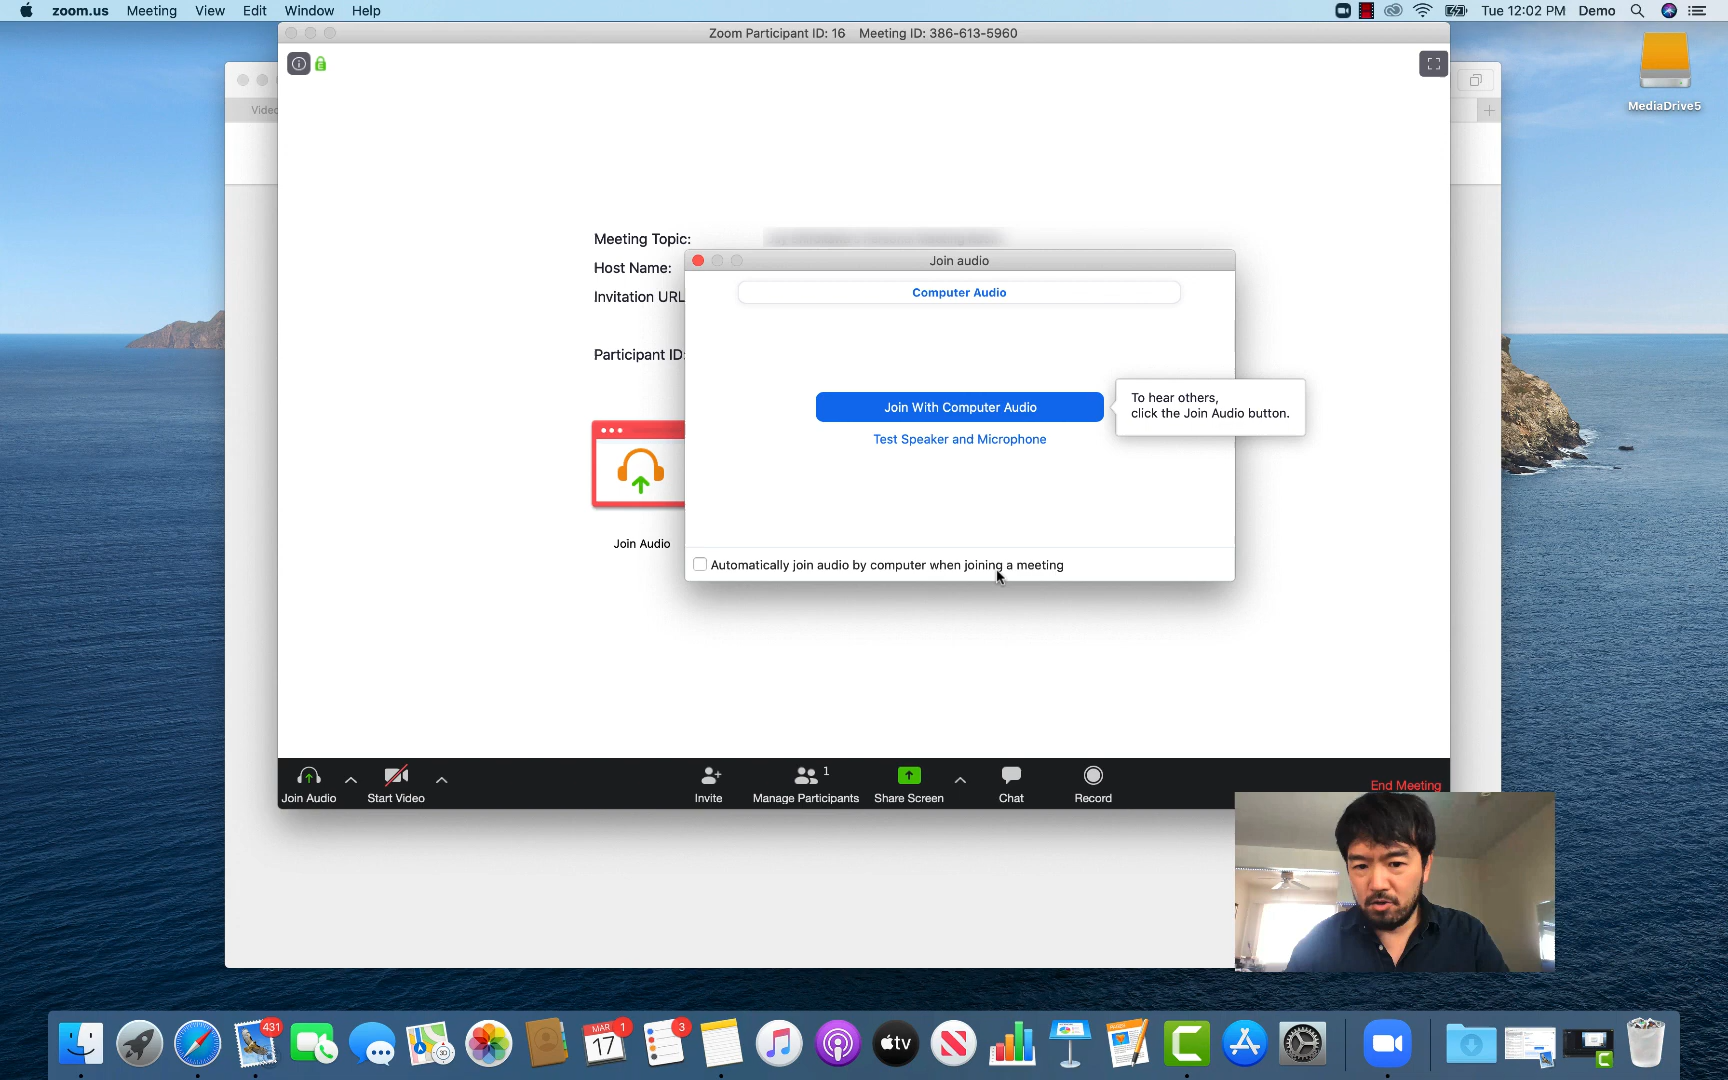 zoom.us Meeting View Edit Window Help
Tue 12:02 PM Demo
Zoom Participant ID: 16 Meeting ID: 386-613-5960
MediaDrive5
Meeting Topic:
Host Name:
Invitation URL
Participant ID:
Join audio
Computer Audio
Join With Computer Audio
To hear others,
click the Join Audio button.
Test Speaker and Microphone
Join Audio
Automatically join audio by computer when joining a meeting
Join Audio
Start Video
Invite
1
Manage Participants
Share Screen
Chat
Record
End Meeting
431
MAR
17
1
3
tv